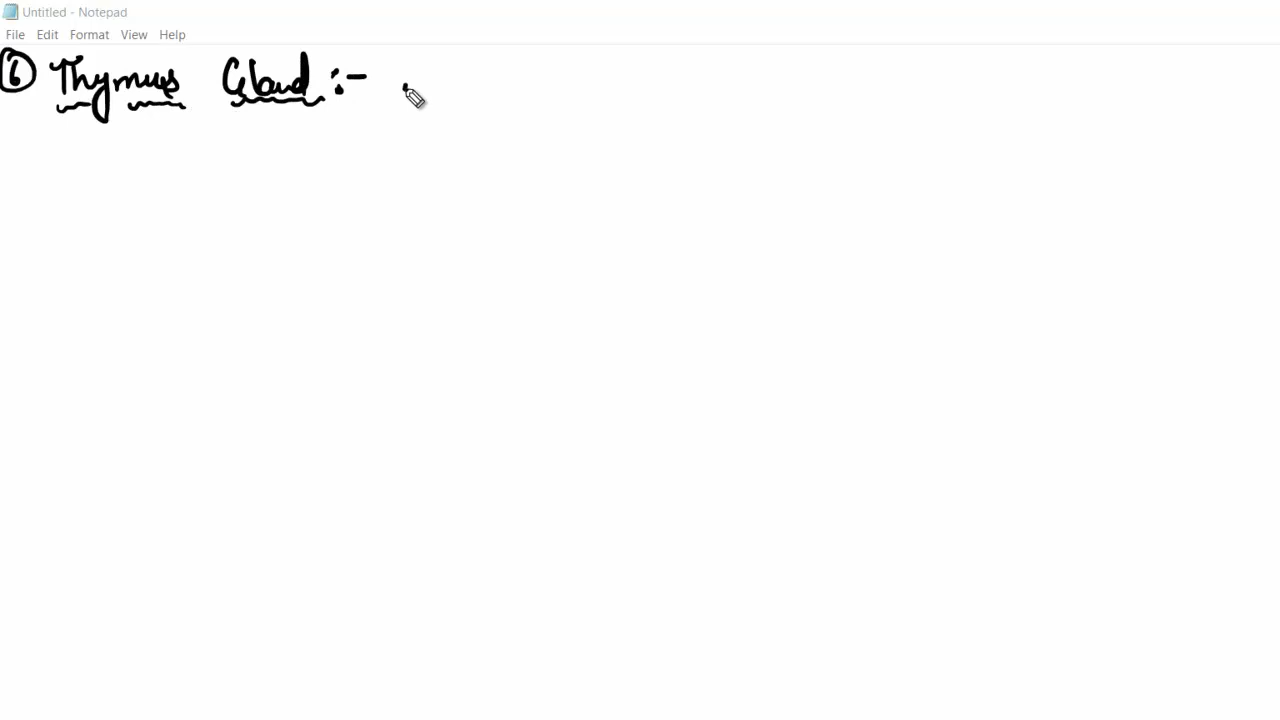 Untitled - Notepad
File Edit Format View Help
⑥ Thymus Gland :-